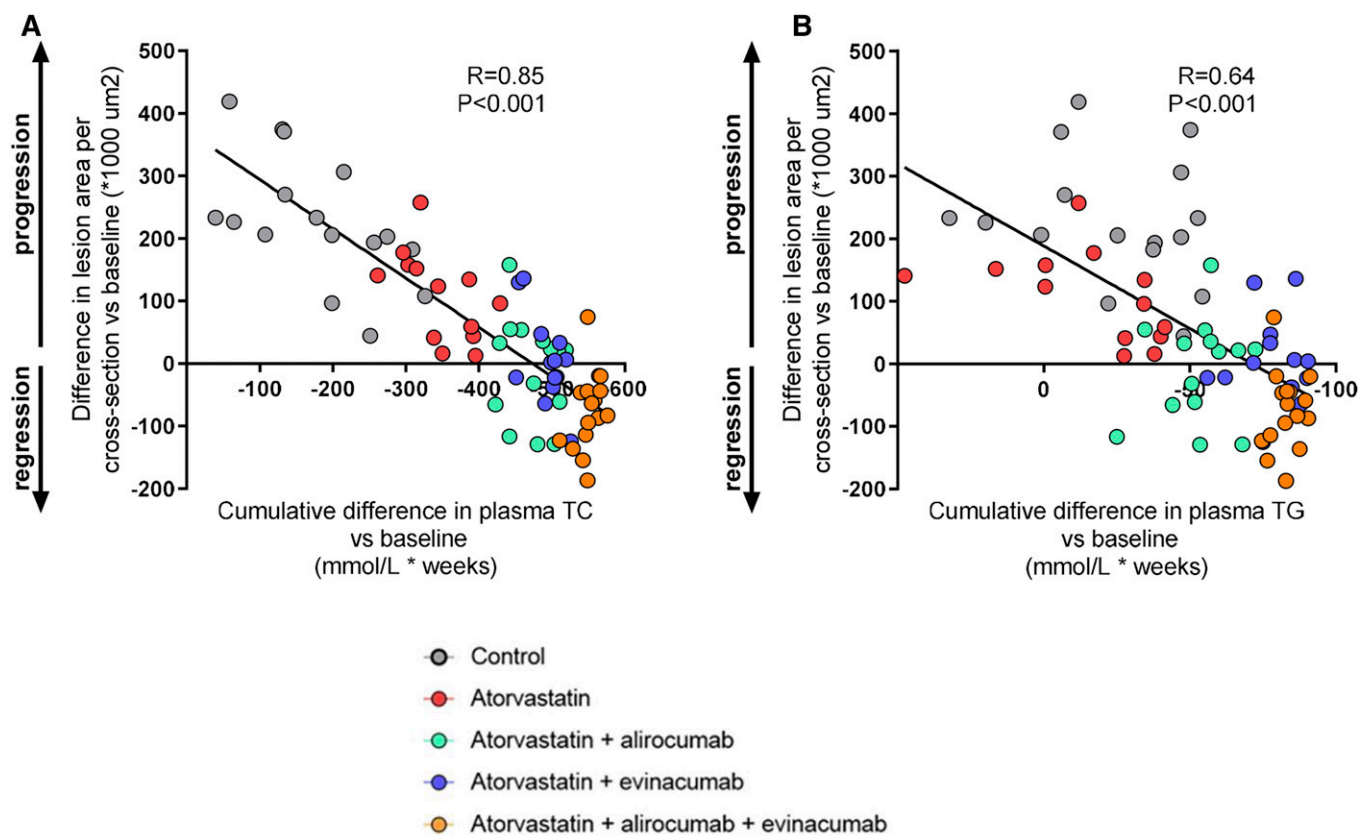 A
progression
regression
Difference in lesion area per
cross-section vs baseline (*1000 um2)
500
400
300
200
100
0
-100
-200
R=0.85
P<0.001
-100
-200
-300
-400
600
Cumulative difference in plasma TC
vs baseline
(mmol/L * weeks)
B
progression
regression
Difference in lesion area per
cross-section vs baseline (*1000 um2)
500
400
300
200
100
0
-100
-200
R=0.64
P<0.001
0
-100
Cumulative difference in plasma TG
vs baseline
(mmol/L * weeks)
Control
Atorvastatin
Atorvastatin + alirocumab
Atorvastatin + evinacumab
Atorvastatin + alirocumab + evinacumab